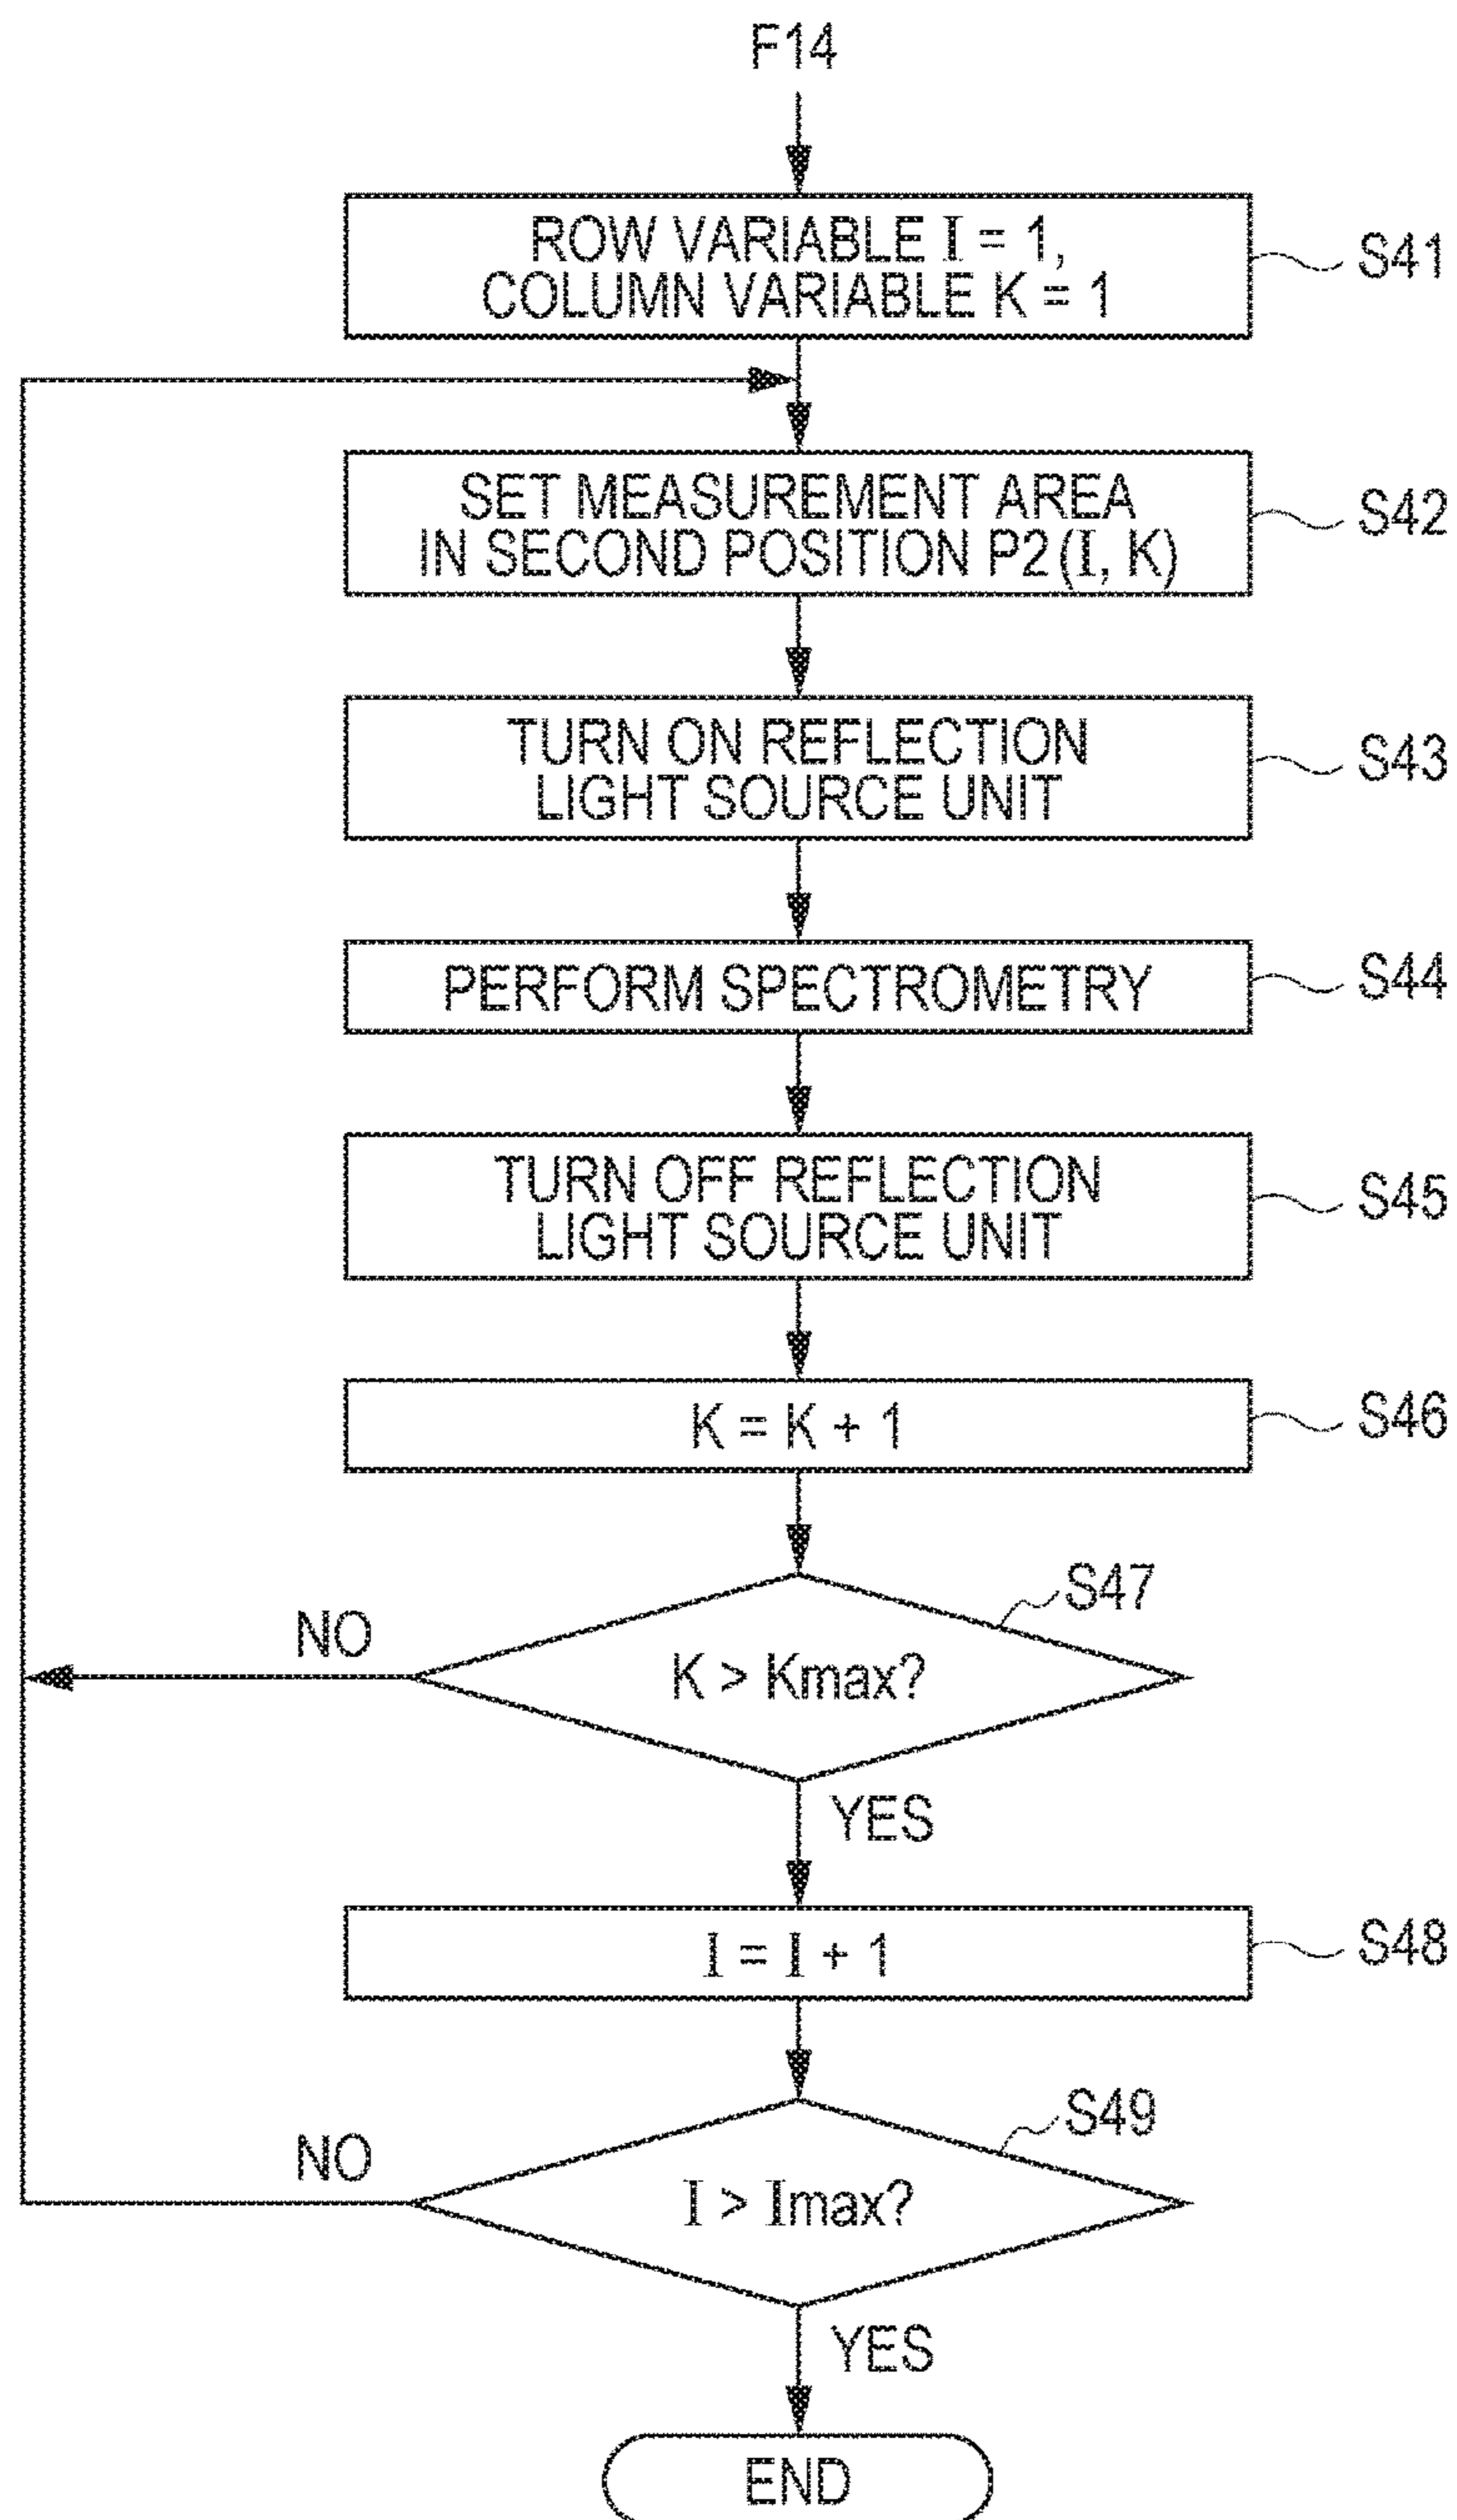 F14
ROW VARIABLE I = 1,
COLUMN VARIABLE K = 1
S41
SET MEASUREMENT AREA
IN SECOND POSITION P2(I, K)
S42
TURN ON REFLECTION
LIGHT SOURCE UNIT
S43
PERFORM SPECTROMETRY
S44
TURN OFF REFLECTION
LIGHT SOURCE UNIT
S45
K = K + 1
S46
S47
NO
K > Kmax?
YES
I = I + 1
S48
S49
NO
I > Imax?
YES
END